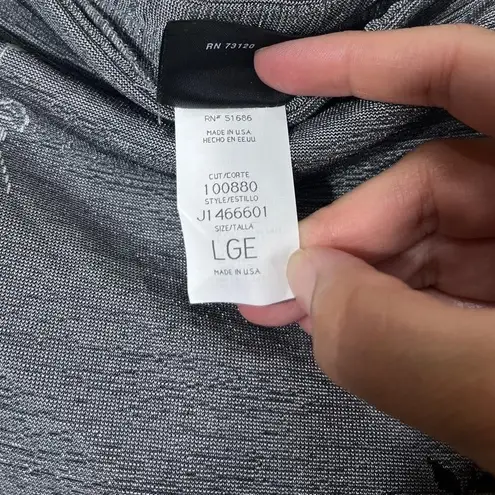 RN 73120
RN# 51686
MADE IN U.S.A.
HECHO EN EE.UU.
CUT/CORTE
100880
STYLE/ESTILLO
J1466601
SIZE/TALLA
LGE
MADE IN U.S.A.